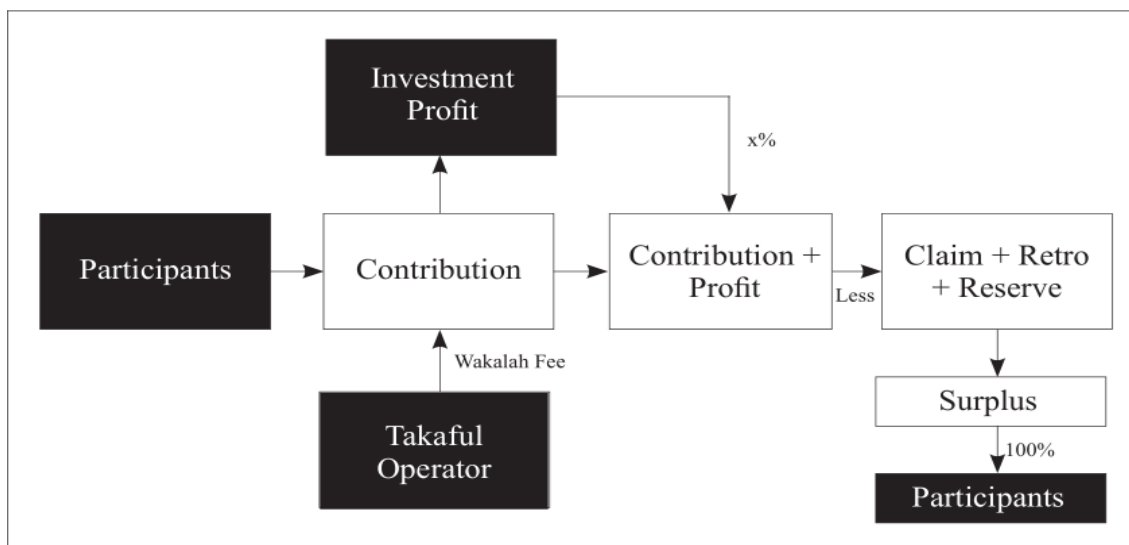 Investment
Profit
x%
Participants
Contribution
Contribution +
Profit
Less
Claim + Retro
+ Reserve
Wakalah Fee
Takaful
Operator
Surplus
100%
Participants